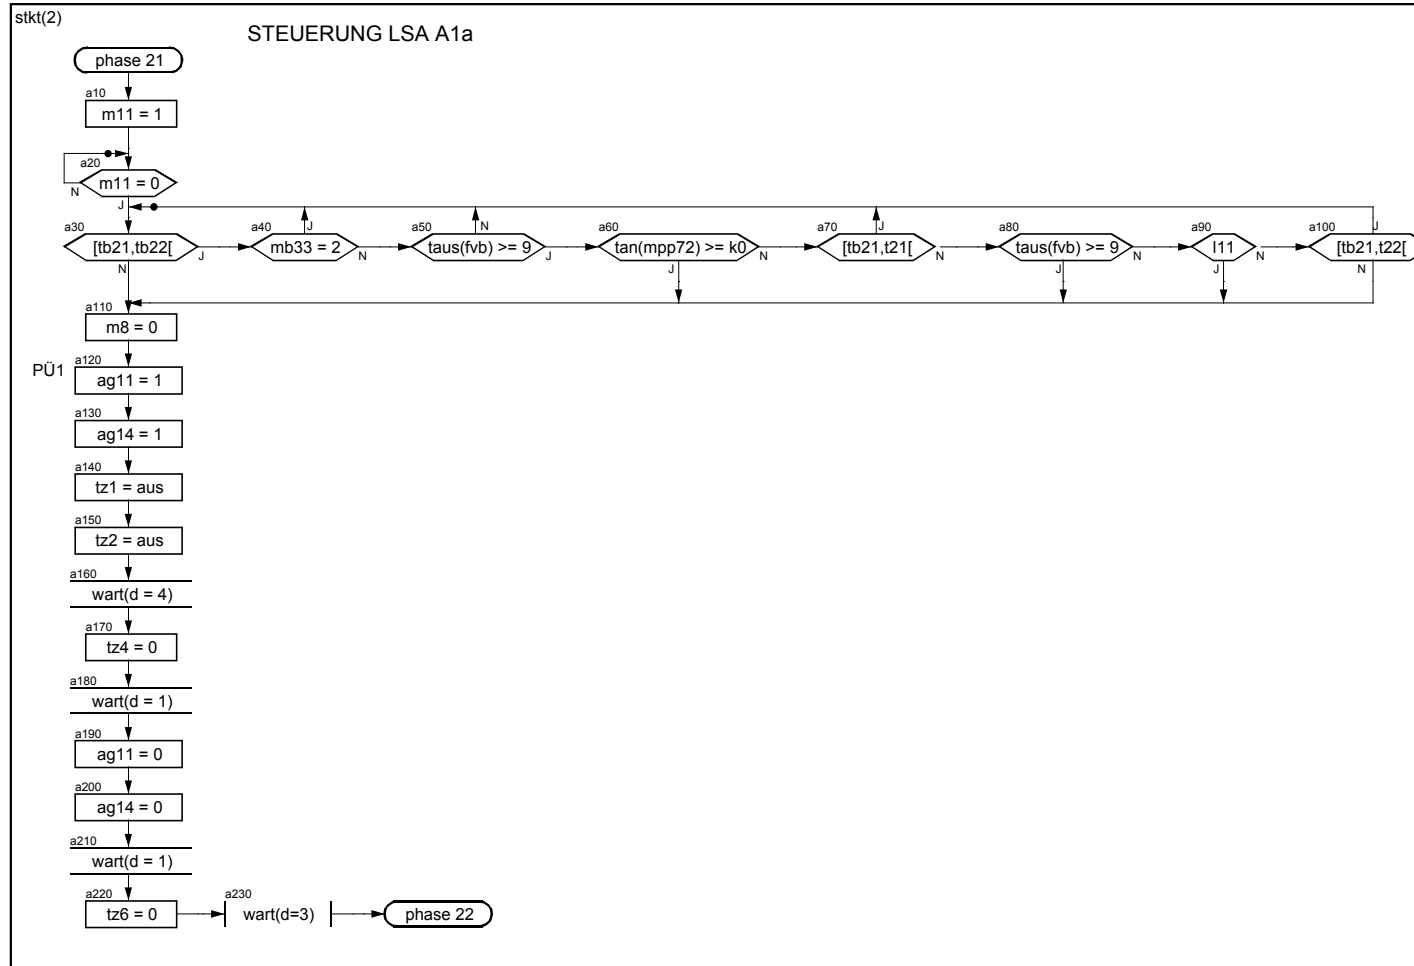 stkt(2)
STEUERUNG LSA A1a
phase 21
a10
m11 = 1
a20
m11 = 0
N
J
a30
[tb21,tb22[
J
N
a40
mb33 = 2
J
N
a50
taus(fvb) >= 9
N
J
a60
tan(mpp72) >= k0
N
J
a70
[tb21,t21[
J
N
a80
taus(fvb) >= 9
N
J
a90
l11
N
J
a100
[tb21,t22[
J
N
a110
m8 = 0
PÜ1
a120
ag11 = 1
a130
ag14 = 1
a140
tz1 = aus
a150
tz2 = aus
a160
wart(d = 4)
a170
tz4 = 0
a180
wart(d = 1)
a190
ag11 = 0
a200
ag14 = 0
a210
wart(d = 1)
a220
tz6 = 0
a230
wart(d=3)
phase 22